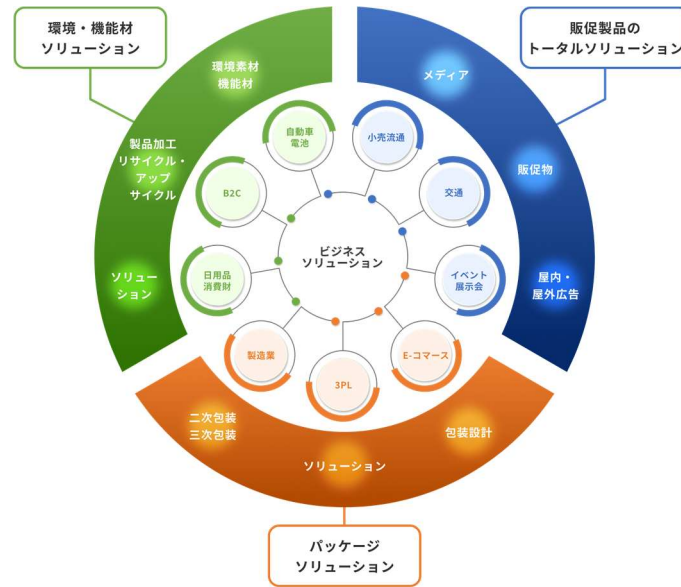 環境・機能材
ソリューション
販促製品の
トータルソリューション
環境素材
機能材
製品加工
リサイクル・
アップ
サイクル
ソリュー
ション
メディア
販促物
屋内・
屋外広告
自動車
電池
小売流通
B2C
交通
日用品
消費財
イベント
展示会
製造業
3PL
E-コマース
ビジネス
ソリューション
二次包装
三次包装
ソリューション
包装設計
パッケージ
ソリューション